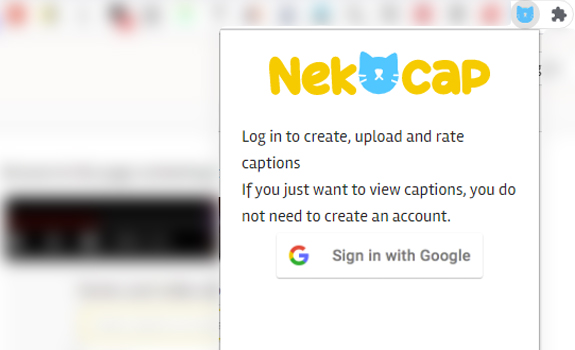 Nekocap
Log in to create, upload and rate
captions
If you just want to view captions, you do
not need to create an account.
Sign in with Google